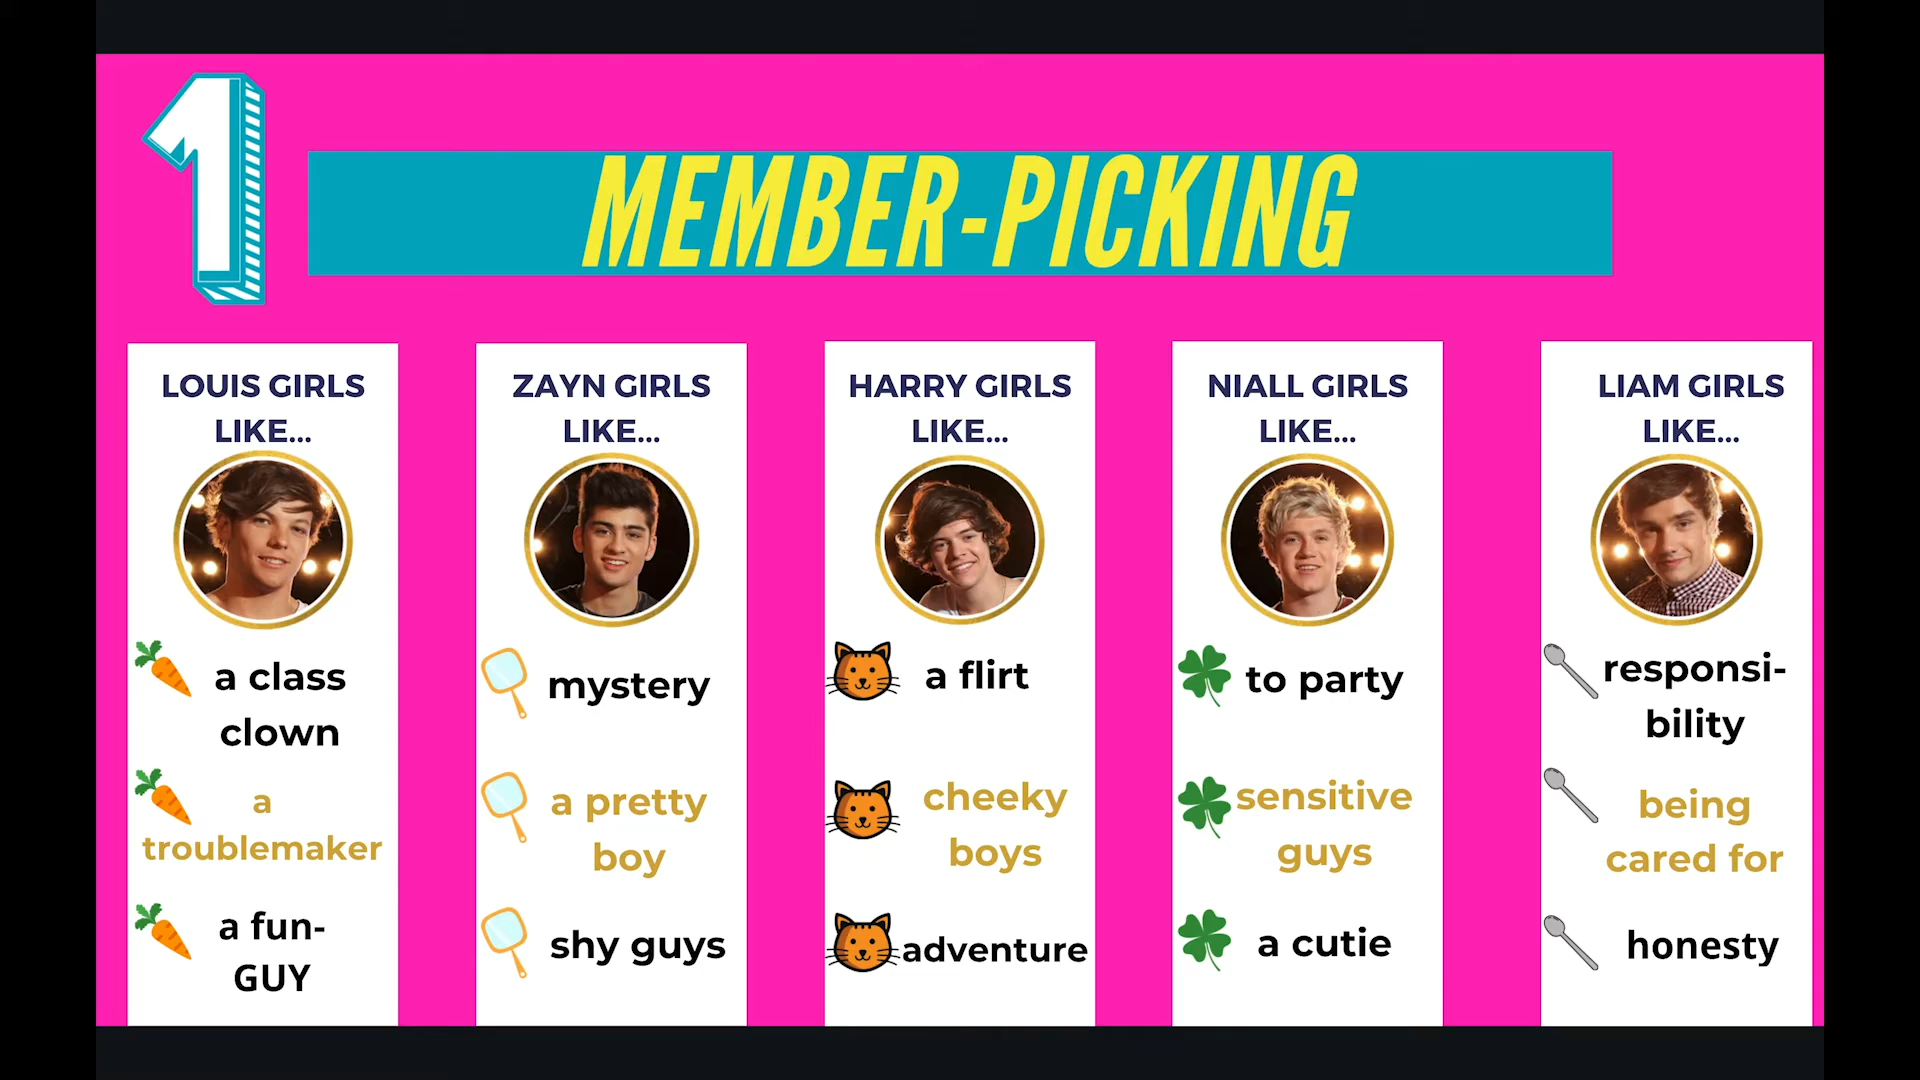 1
MEMBER-PICKING
LOUIS GIRLS
LIKE...
a class
clown
a
troublemaker
a fun-
GUY
ZAYN GIRLS
LIKE...
mystery
a pretty
boy
shy guys
HARRY GIRLS
LIKE...
a flirt
cheeky
boys
adventure
NIALL GIRLS
LIKE...
to party
sensitive
guys
a cutie
LIAM GIRLS
LIKE...
responsi-
bility
being
cared for
honesty